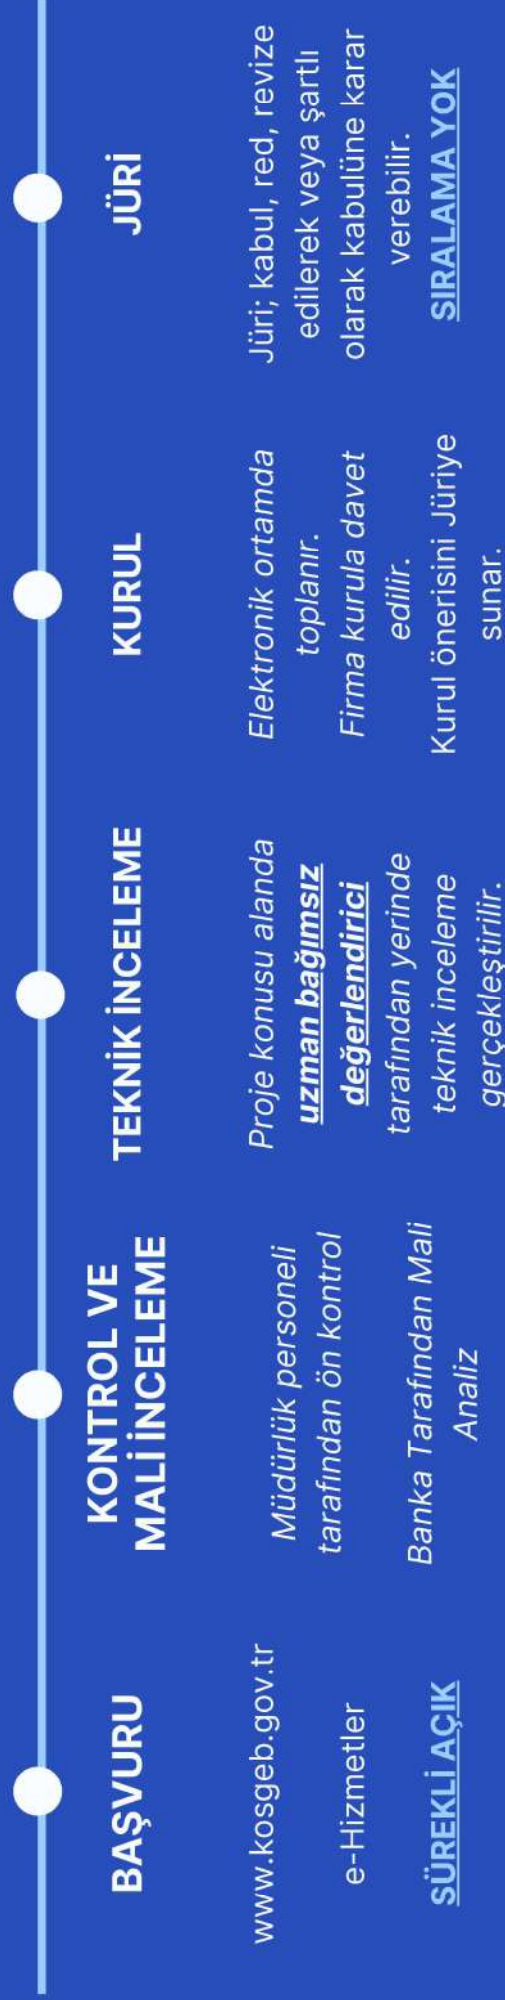 BAŞVURU
www.kosgeb.gov.tr
e-Hizmetler
SÜREKLİ AÇIK
KONTROL VE
MALİ İNCELEME
Müdürlük personeli
tarafından ön kontrol
Banka Tarafından Mali
Analiz
TEKNİK İNCELEME
Proje konusu alanda
uzman bağımsız
değerlendirici
tarafından yerinde
teknik inceleme
gerçekleştirilir.
KURUL
Elektronik ortamda
toplanır.
Firma kurula davet
edilir.
Kurul önerisini Jüriye
sunar.
JÜRİ
Jüri; kabul, red, revize
edilerek veya şartlı
olarak kabulüne karar
verebilir.
SIRALAMA YOK